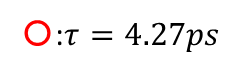 :τ = 4.27ps